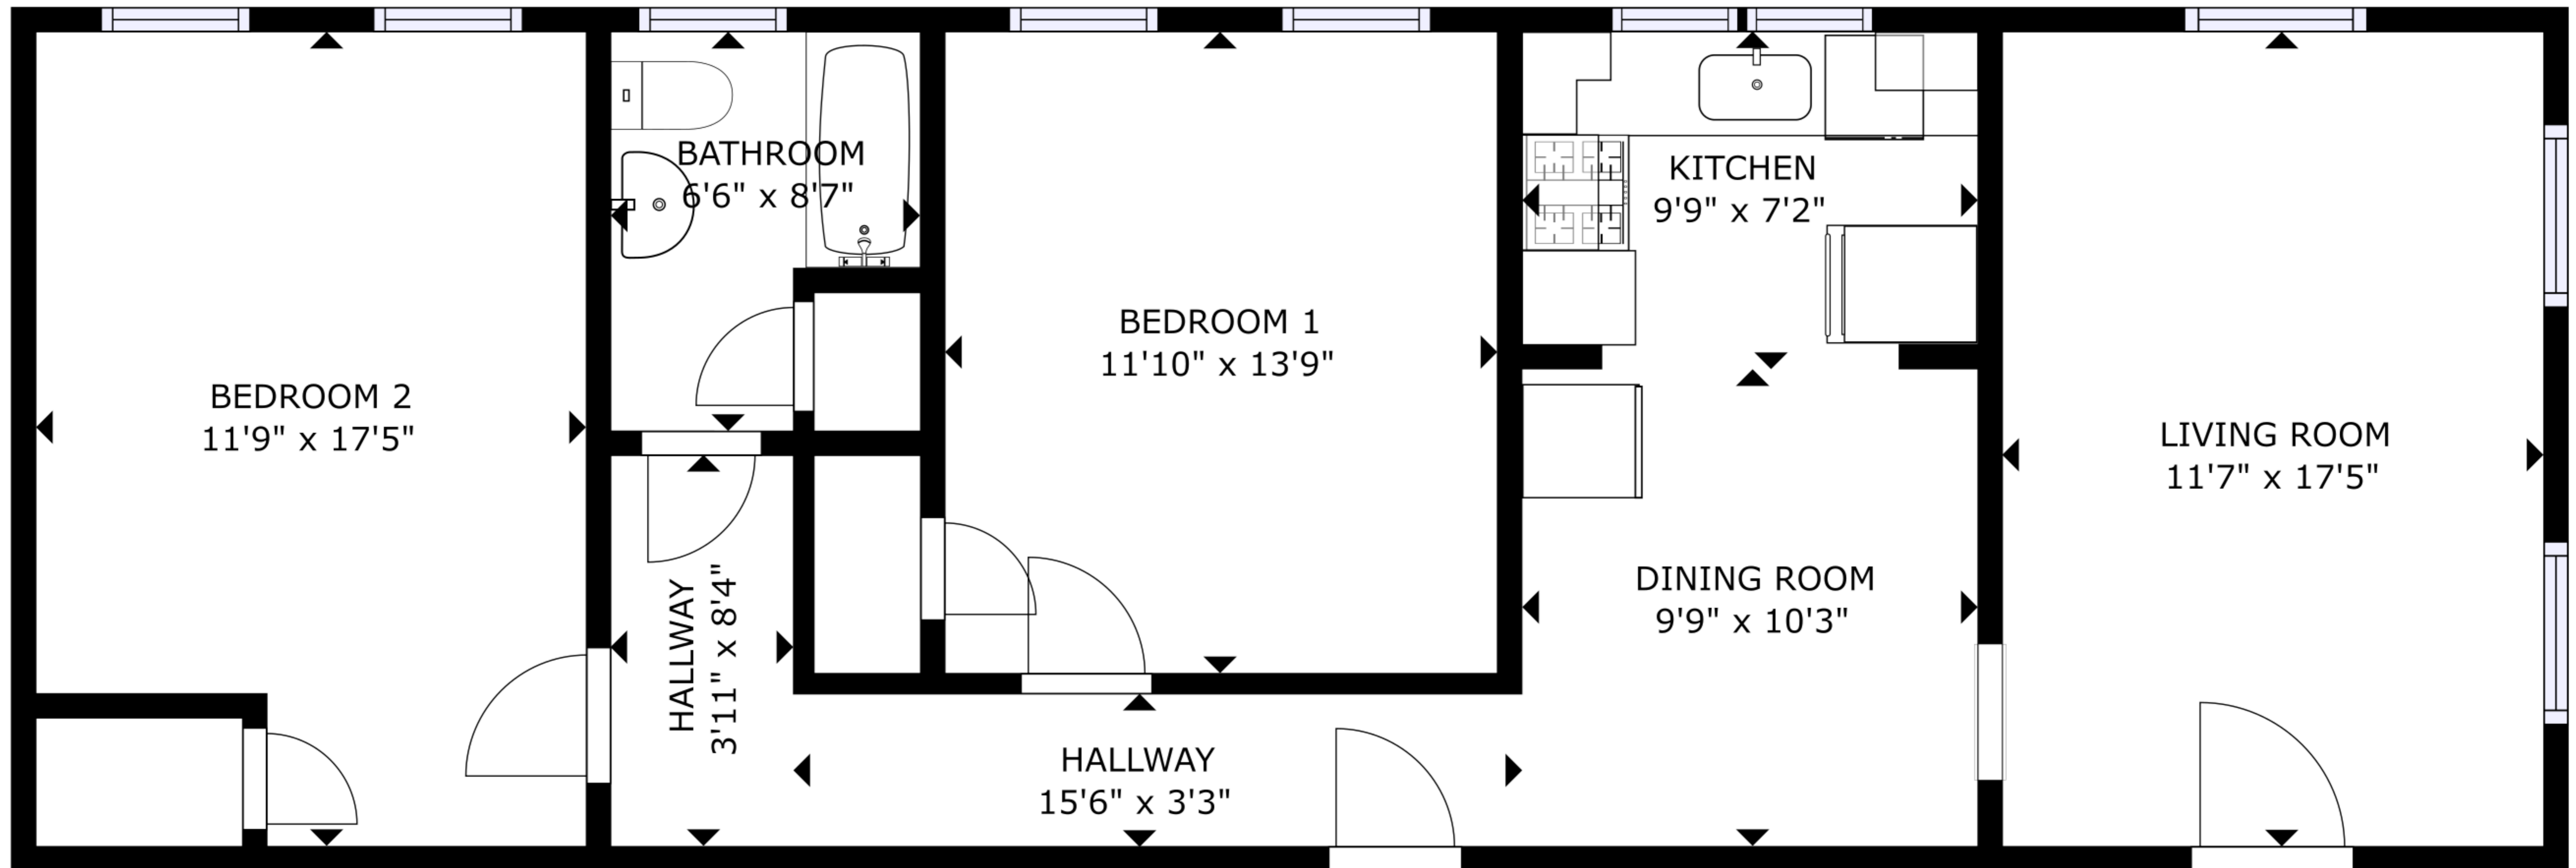 BATHROOM
6'6" x 8'7"
KITCHEN
9'9" x 7'2"
BEDROOM 1
11'10" x 13'9"
BEDROOM 2
11'9" x 17'5"
LIVING ROOM
11'7" x 17'5"
DINING ROOM
9'9" x 10'3"
HALLWAY
3'11" x 8'4"
HALLWAY
15'6" x 3'3"